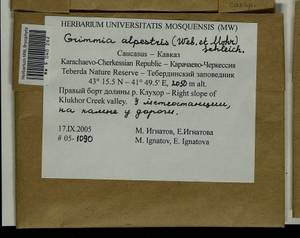 HERBARIUM UNIVERSITATIS MOSQUENSIS (MW)
Grimmia alpestris (Web. et Mohr)
Schleich.
Caucasus – Кавказ
Karachaevo-Cherkessian Republic – Карачаево-Черкессия
Teberda Nature Reserve – Тебердинский заповедник
43° 15.5 N – 41° 49.5' E, 2050 m alt.
Правый борт долины р. Клухор – Right slope of
Klukhor Creek valley. У метеостанции,
на камне у дороги.
17.IX.2005
М. Игнатов, Е.Игнатова
# 05- 1090
M. Ignatov, E. Ignatova